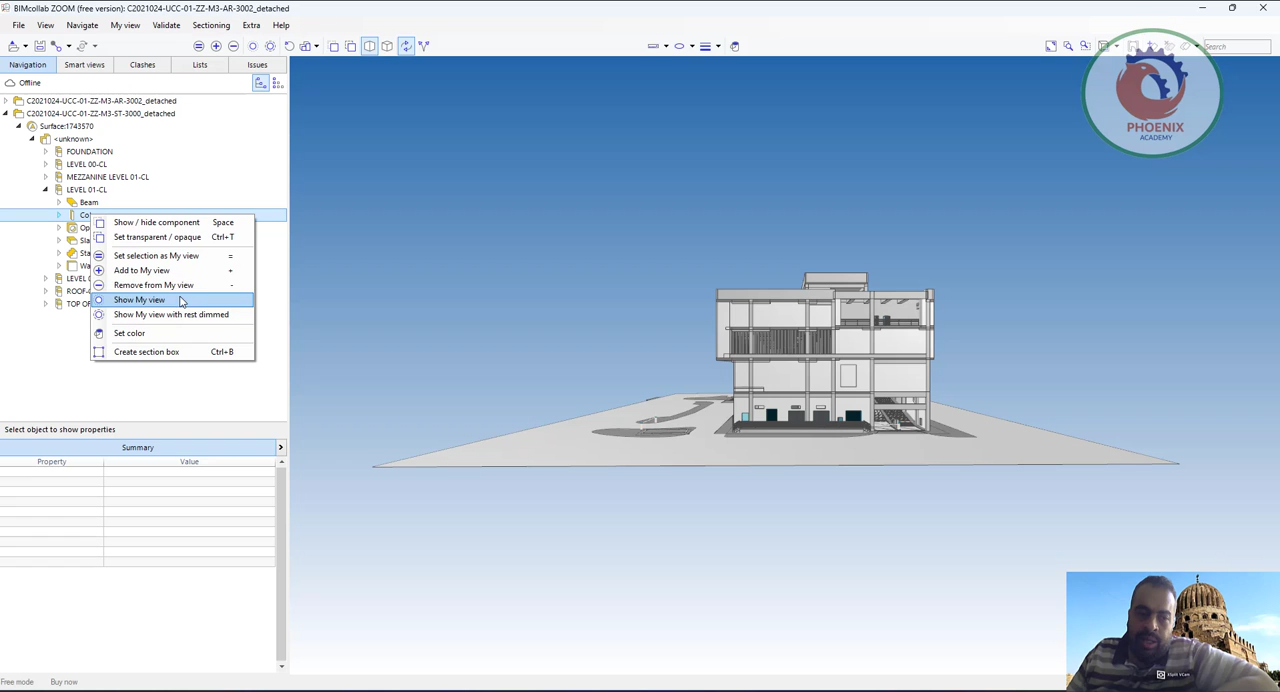 BIMcollab ZOOM (free version): C2021024-UCC-01-ZZ-M3-AR-3002_detached
File View Navigate My view Validate Sectioning Extra Help
Search
Navigation Smart views Clashes Lists Issues
Offline
C2021024-UCC-01-ZZ-M3-AR-3002_detached
C2021024-UCC-01-ZZ-M3-ST-3000_detached
Surface:1743570
<unknown>
FOUNDATION
LEVEL 00-CL
MEZZANINE LEVEL 01-CL
LEVEL 01-CL
Beam
Show / hide component Space
Set transparent / opaque Ctrl+T
Set selection as My view =
Add to My view +
Remove from My view -
Show My view
Show My view with rest dimmed
Set color
Create section box Ctrl+B
Select object to show properties
Summary
Property Value
Free mode Buy now
PHOENIX
ACADEMY
XSplit VCam